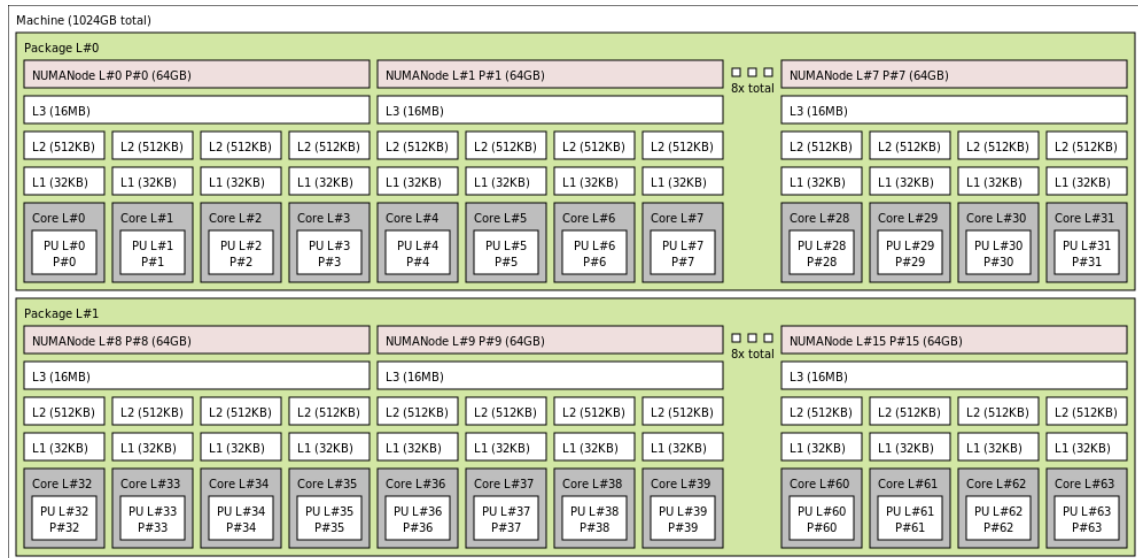 Machine (1024GB total)
Package L#0
NUMANode L#0 P#0 (64GB) NUMANode L#1 P#1 (64GB) NUMANode L#7 P#7 (64GB)
8x total
L3 (16MB) L3 (16MB) L3 (16MB)
L2 (512KB) L2 (512KB) L2 (512KB) L2 (512KB) L2 (512KB) L2 (512KB) L2 (512KB) L2 (512KB) L2 (512KB) L2 (512KB) L2 (512KB) L2 (512KB)
L1 (32KB) L1 (32KB) L1 (32KB) L1 (32KB) L1 (32KB) L1 (32KB) L1 (32KB) L1 (32KB) L1 (32KB) L1 (32KB) L1 (32KB) L1 (32KB)
Core L#0 Core L#1 Core L#2 Core L#3 Core L#4 Core L#5 Core L#6 Core L#7 Core L#28 Core L#29 Core L#30 Core L#31
PU L#0 PU L#1 PU L#2 PU L#3 PU L#4 PU L#5 PU L#6 PU L#7 PU L#28 PU L#29 PU L#30 PU L#31
P#0 P#1 P#2 P#3 P#4 P#5 P#6 P#7 P#28 P#29 P#30 P#31
Package L#1
NUMANode L#8 P#8 (64GB) NUMANode L#9 P#9 (64GB) NUMANode L#15 P#15 (64GB)
8x total
L3 (16MB) L3 (16MB) L3 (16MB)
L2 (512KB) L2 (512KB) L2 (512KB) L2 (512KB) L2 (512KB) L2 (512KB) L2 (512KB) L2 (512KB) L2 (512KB) L2 (512KB) L2 (512KB) L2 (512KB)
L1 (32KB) L1 (32KB) L1 (32KB) L1 (32KB) L1 (32KB) L1 (32KB) L1 (32KB) L1 (32KB) L1 (32KB) L1 (32KB) L1 (32KB) L1 (32KB)
Core L#32 Core L#33 Core L#34 Core L#35 Core L#36 Core L#37 Core L#38 Core L#39 Core L#60 Core L#61 Core L#62 Core L#63
PU L#32 PU L#33 PU L#34 PU L#35 PU L#36 PU L#37 PU L#38 PU L#39 PU L#60 PU L#61 PU L#62 PU L#63
P#32 P#33 P#34 P#35 P#36 P#37 P#38 P#39 P#60 P#61 P#62 P#63